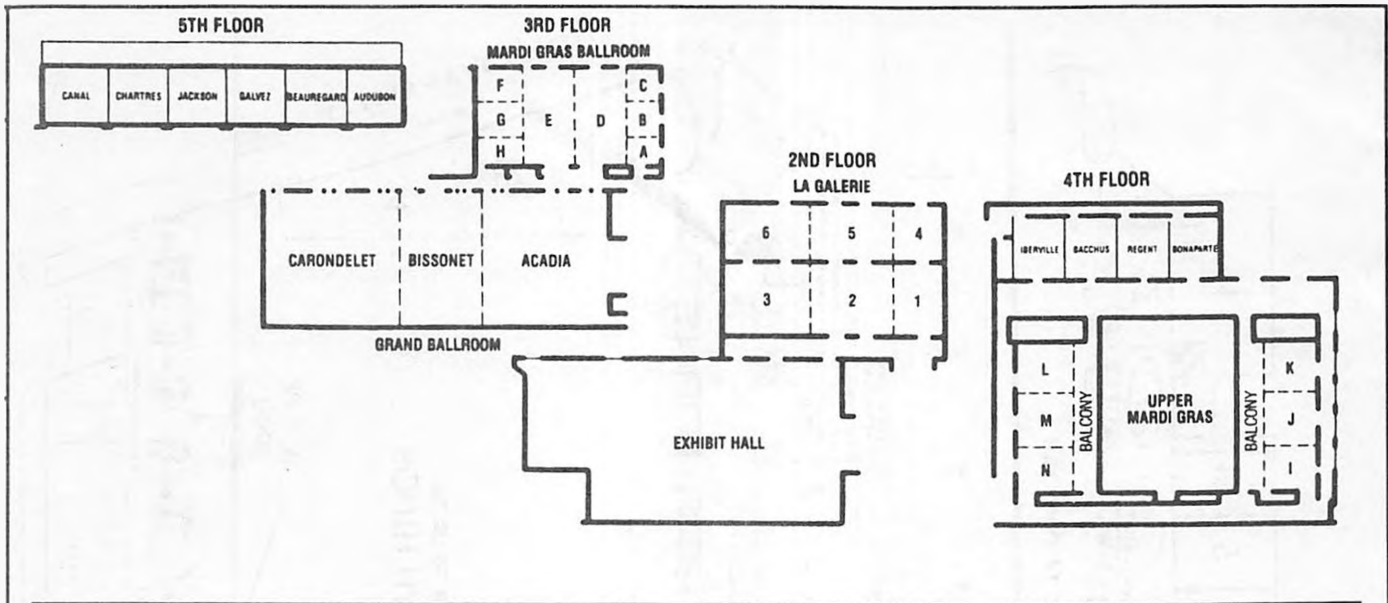 5TH FLOOR
CANAL CHARTRES JACKSON GALVEZ BEAUREGARD AUDUBON
3RD FLOOR
MARDI GRAS BALLROOM
F E D C
G B
H A
CARONDELET BISSONET ACADIA
GRAND BALLROOM
2ND FLOOR
LA GALERIE
6 5 4
3 2 1
EXHIBIT HALL
4TH FLOOR
IBERVILLE BACCHUS REGENT BONAPARTE
L K
M J
N I
BALCONY
UPPER
MARDI GRAS
BALCONY